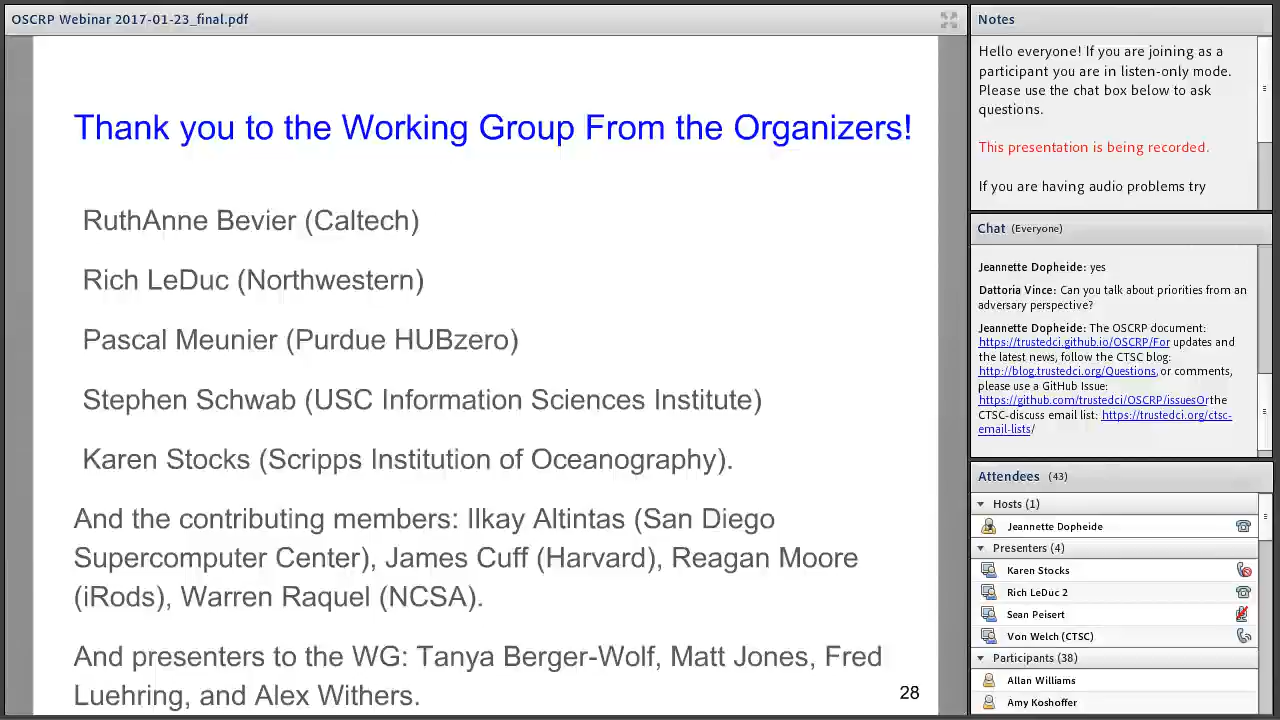 OSCRP Webinar 2017-01-23_final.pdf
Thank you to the Working Group From the Organizers!
RuthAnne Bevier (Caltech)
Rich LeDuc (Northwestern)
Pascal Meunier (Purdue HUBzero)
Stephen Schwab (USC Information Sciences Institute)
Karen Stocks (Scripps Institution of Oceanography).
And the contributing members: Ilkay Altintas (San Diego
Supercomputer Center), James Cuff (Harvard), Reagan Moore
(iRods), Warren Raquel (NCSA).
And presenters to the WG: Tanya Berger-Wolf, Matt Jones, Fred
Luehring, and Alex Withers.
28
Notes
Hello everyone! If you are joining as a
participant you are in listen-only mode.
Please use the chat box below to ask
questions.
This presentation is being recorded.
If you are having audio problems try
Chat (Everyone)
Jeannette Dopheide: yes
Dattoria Vince: Can you talk about priorities from an
adversary perspective?
Jeannette Dopheide: The OSCRP document:
https://trustedci.github.io/OSCRP/For updates and
the latest news, follow the CTSC blog:
http://blog.trustedci.org/Questions, or comments,
please use a GitHub Issue:
https://github.com/trustedci/OSCRP/issuesOrthe
CTSC-discuss email list: https://trustedci.org/ctsc-
email-lists/
Attendees (43)
Hosts (1)
Jeannette Dopheide
Presenters (4)
Karen Stocks
Rich LeDuc 2
Sean Peisert
Von Welch (CTSC)
Participants (38)
Allan Williams
Amy Koshoffer